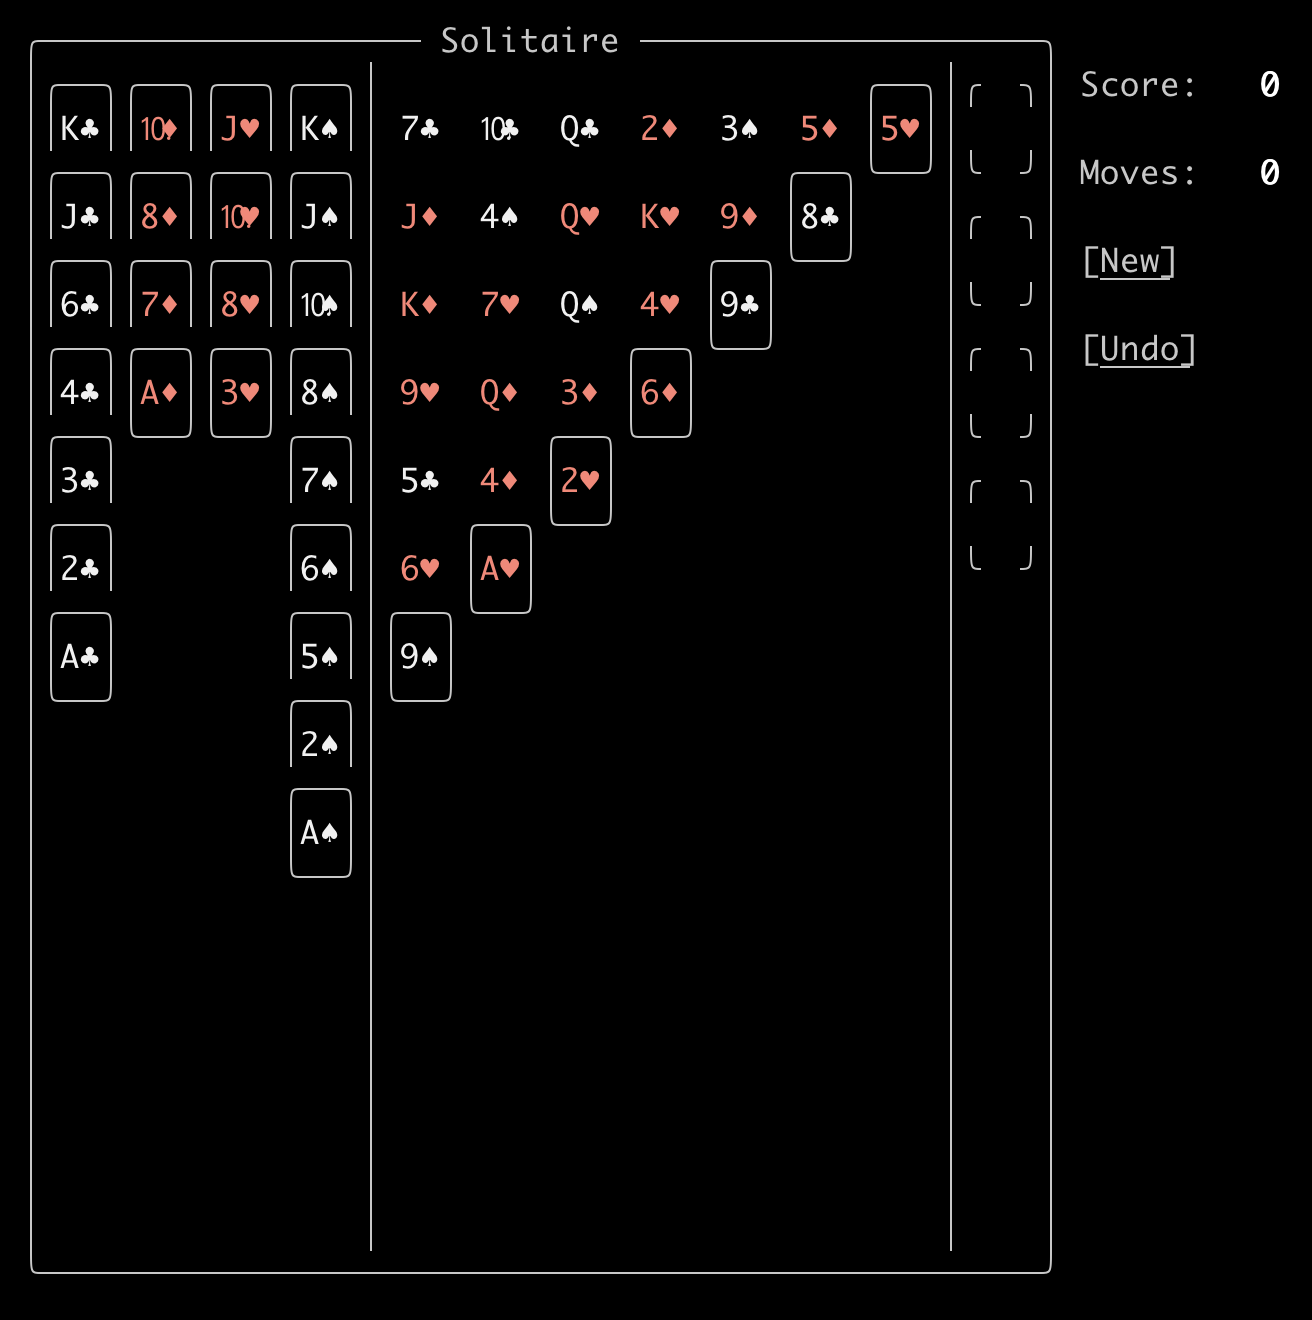 Solitaire
K♣ 10♦ J♥ K♠ 7♣ 10♣ Q♣ 2♦ 3♠ 5♦ 5♥ Score: 0
J♣ 8♦ 10♥ J♠ J♦ 4♠ Q♥ K♥ 9♦ 8♣ Moves: 0
6♣ 7♦ 8♥ 10♠ K♦ 7♥ Q♠ 4♥ 9♣ [New]
4♣ A♦ 3♥ 8♠ 9♥ Q♦ 3♦ 6♦ [Undo]
3♣ 7♠ 5♣ 4♦ 2♥
2♣ 6♠ 6♥ A♥
A♣ 5♠ 9♠
2♠
A♠